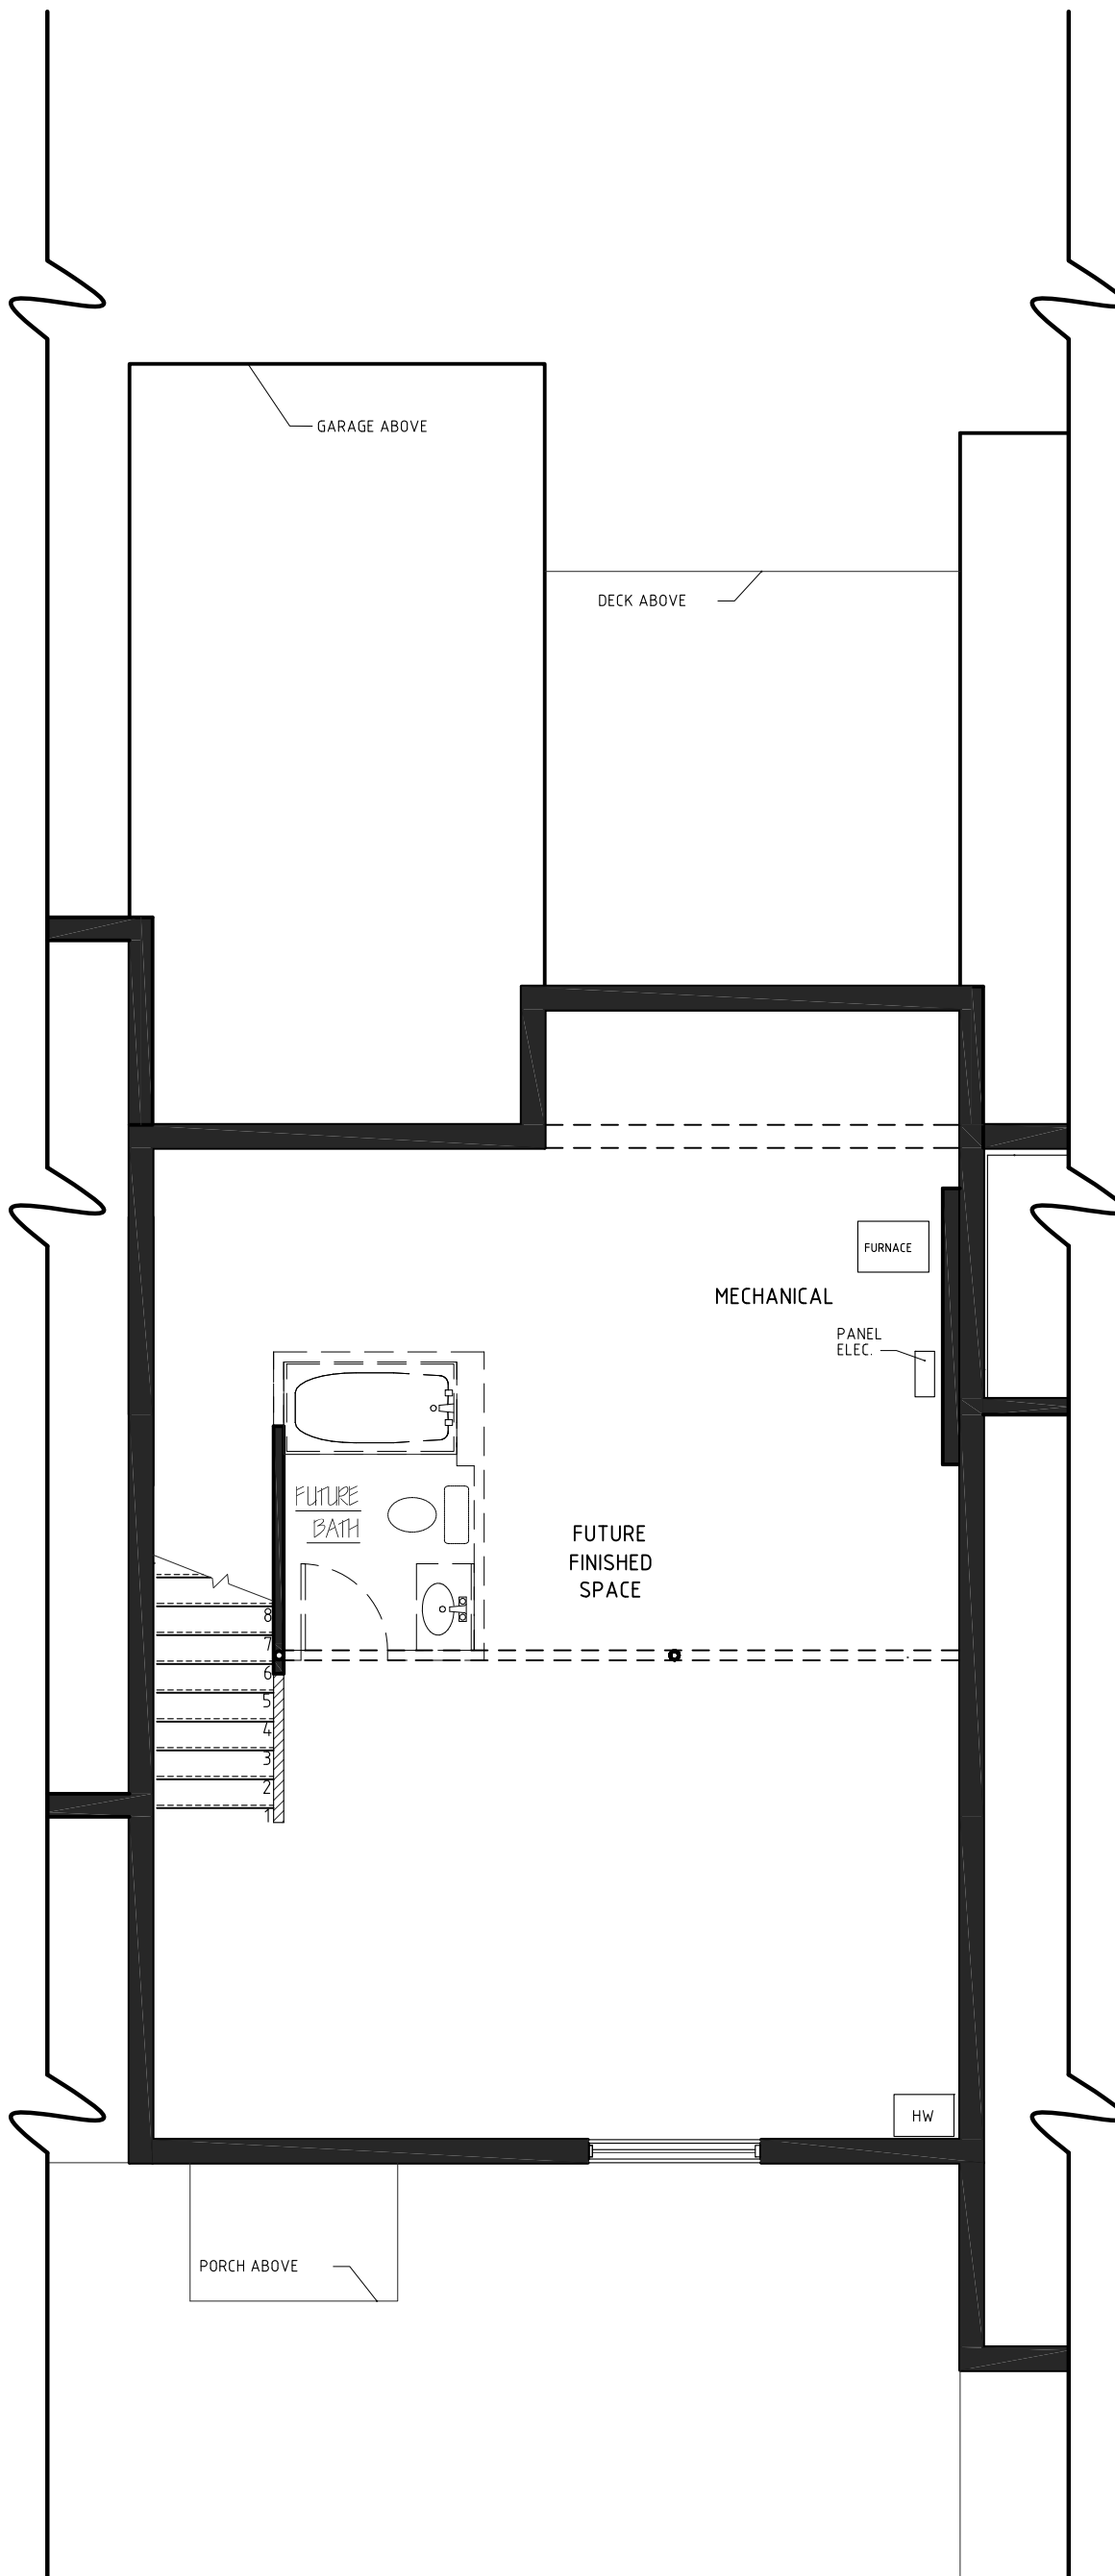 GARAGE ABOVE
DECK ABOVE
FURNACE
MECHANICAL
PANEL
ELEC.
FUTURE
BATH
FUTURE
FINISHED
SPACE
8
7
6
5
4
3
2
1
HW
PORCH ABOVE